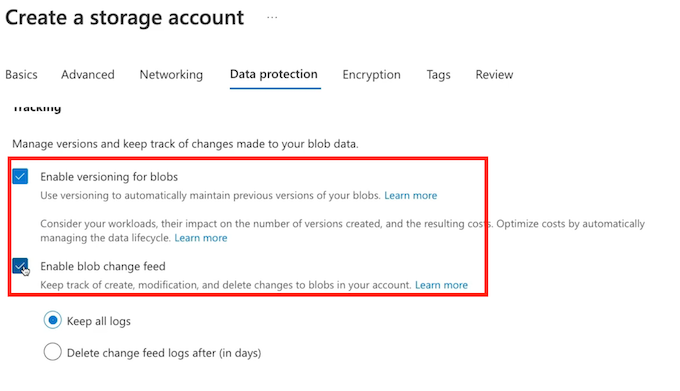 Create a storage account ...
Basics Advanced Networking Data protection Encryption Tags Review
Tracking
Manage versions and keep track of changes made to your blob data.
Enable versioning for blobs
Use versioning to automatically maintain previous versions of your blobs. Learn more
Consider your workloads, their impact on the number of versions created, and the resulting costs. Optimize costs by automatically
managing the data lifecycle. Learn more
Enable blob change feed
Keep track of create, modification, and delete changes to blobs in your account. Learn more
Keep all logs
Delete change feed logs after (in days)